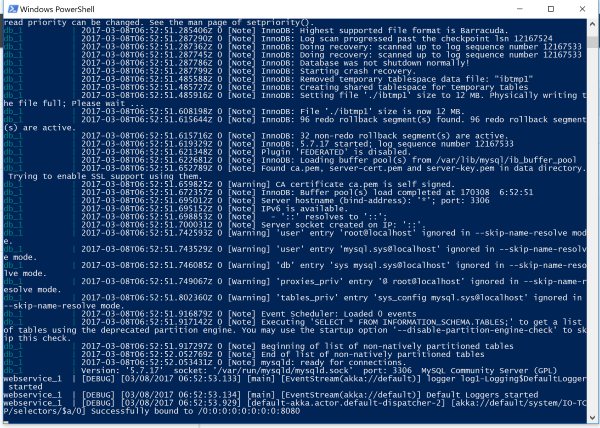 Windows PowerShell
read priority can be changed. See the man page of setpriority().
db_1 | 2017-03-08T06:52:51.285406Z 0 [Note] InnoDB: Highest supported file format is Barracuda.
db_1 | 2017-03-08T06:52:51.287290Z 0 [Note] InnoDB: Log scan progressed past the checkpoint lsn 12167524
db_1 | 2017-03-08T06:52:51.287362Z 0 [Note] InnoDB: Doing recovery: scanned up to log sequence number 12167533
db_1 | 2017-03-08T06:52:51.287745Z 0 [Note] InnoDB: Doing recovery: scanned up to log sequence number 12167533
db_1 | 2017-03-08T06:52:51.287786Z 0 [Note] InnoDB: Database was not shutdown normally!
db_1 | 2017-03-08T06:52:51.287799Z 0 [Note] InnoDB: Starting crash recovery.
db_1 | 2017-03-08T06:52:51.485588Z 0 [Note] InnoDB: Removed temporary tablespace data file: "ibtmp1"
db_1 | 2017-03-08T06:52:51.485727Z 0 [Note] InnoDB: Creating shared tablespace for temporary tables
db_1 | 2017-03-08T06:52:51.485916Z 0 [Note] InnoDB: Setting file './ibtmp1' size to 12 MB. Physically writing t
he file full; Please wait ...
db_1 | 2017-03-08T06:52:51.608198Z 0 [Note] InnoDB: File './ibtmp1' size is now 12 MB.
db_1 | 2017-03-08T06:52:51.615644Z 0 [Note] InnoDB: 96 redo rollback segment(s) found. 96 redo rollback segment
(s) are active.
db_1 | 2017-03-08T06:52:51.615716Z 0 [Note] InnoDB: 32 non-redo rollback segment(s) are active.
db_1 | 2017-03-08T06:52:51.619329Z 0 [Note] InnoDB: 5.7.17 started; log sequence number 12167533
db_1 | 2017-03-08T06:52:51.621348Z 0 [Note] Plugin 'FEDERATED' is disabled.
db_1 | 2017-03-08T06:52:51.622681Z 0 [Note] InnoDB: Loading buffer pool(s) from /var/lib/mysql/ib_buffer_pool
db_1 | 2017-03-08T06:52:51.652789Z 0 [Note] Found ca.pem, server-cert.pem and server-key.pem in data directory.
Trying to enable SSL support using them.
db_1 | 2017-03-08T06:52:51.659825Z 0 [Warning] CA certificate ca.pem is self signed.
db_1 | 2017-03-08T06:52:51.672357Z 0 [Note] InnoDB: Buffer pool(s) load completed at 170308 6:52:51
db_1 | 2017-03-08T06:52:51.695012Z 0 [Note] Server hostname (bind-address): '*'; port: 3306
db_1 | 2017-03-08T06:52:51.695152Z 0 [Note] IPv6 is available.
db_1 | 2017-03-08T06:52:51.698853Z 0 [Note] - '::' resolves to '::';
db_1 | 2017-03-08T06:52:51.700031Z 0 [Note] Server socket created on IP: '::'.
db_1 | 2017-03-08T06:52:51.742593Z 0 [Warning] 'user' entry 'root@localhost' ignored in --skip-name-resolve mod
e.
db_1 | 2017-03-08T06:52:51.743529Z 0 [Warning] 'user' entry 'mysql.sys@localhost' ignored in --skip-name-resolv
e mode.
db_1 | 2017-03-08T06:52:51.746085Z 0 [Warning] 'db' entry 'sys mysql.sys@localhost' ignored in --skip-name-reso
lve mode.
db_1 | 2017-03-08T06:52:51.749067Z 0 [Warning] 'proxies_priv' entry '@ root@localhost' ignored in --skip-name-r
esolve mode.
db_1 | 2017-03-08T06:52:51.802360Z 0 [Warning] 'tables_priv' entry 'sys_config mysql.sys@localhost' ignored in
--skip-name-resolve mode.
db_1 | 2017-03-08T06:52:51.916879Z 0 [Note] Event Scheduler: Loaded 0 events
db_1 | 2017-03-08T06:52:51.917142Z 0 [Note] Executing 'SELECT * FROM INFORMATION_SCHEMA.TABLES;' to get a list
of tables using the deprecated partition engine. You may use the startup option '--disable-partition-engine-check' to sk
ip this check.
db_1 | 2017-03-08T06:52:51.917297Z 0 [Note] Beginning of list of non-natively partitioned tables
db_1 | 2017-03-08T06:52:52.052769Z 0 [Note] End of list of non-natively partitioned tables
db_1 | 2017-03-08T06:52:52.053431Z 0 [Note] mysqld: ready for connections.
db_1 | Version: '5.7.17' socket: '/var/run/mysqld/mysqld.sock' port: 3306 MySQL Community Server (GPL)
webservice_1 | [DEBUG] [03/08/2017 06:52:53.133] [main] [EventStream(akka://default)] logger log1-Logging$DefaultLogger
started
webservice_1 | [DEBUG] [03/08/2017 06:52:53.134] [main] [EventStream(akka://default)] Default Loggers started
webservice_1 | [DEBUG] [03/08/2017 06:52:53.929] [default-akka.actor.default-dispatcher-2] [akka://default/system/IO-TC
P/selectors/$a/0] Successfully bound to /0:0:0:0:0:0:0:0:8080